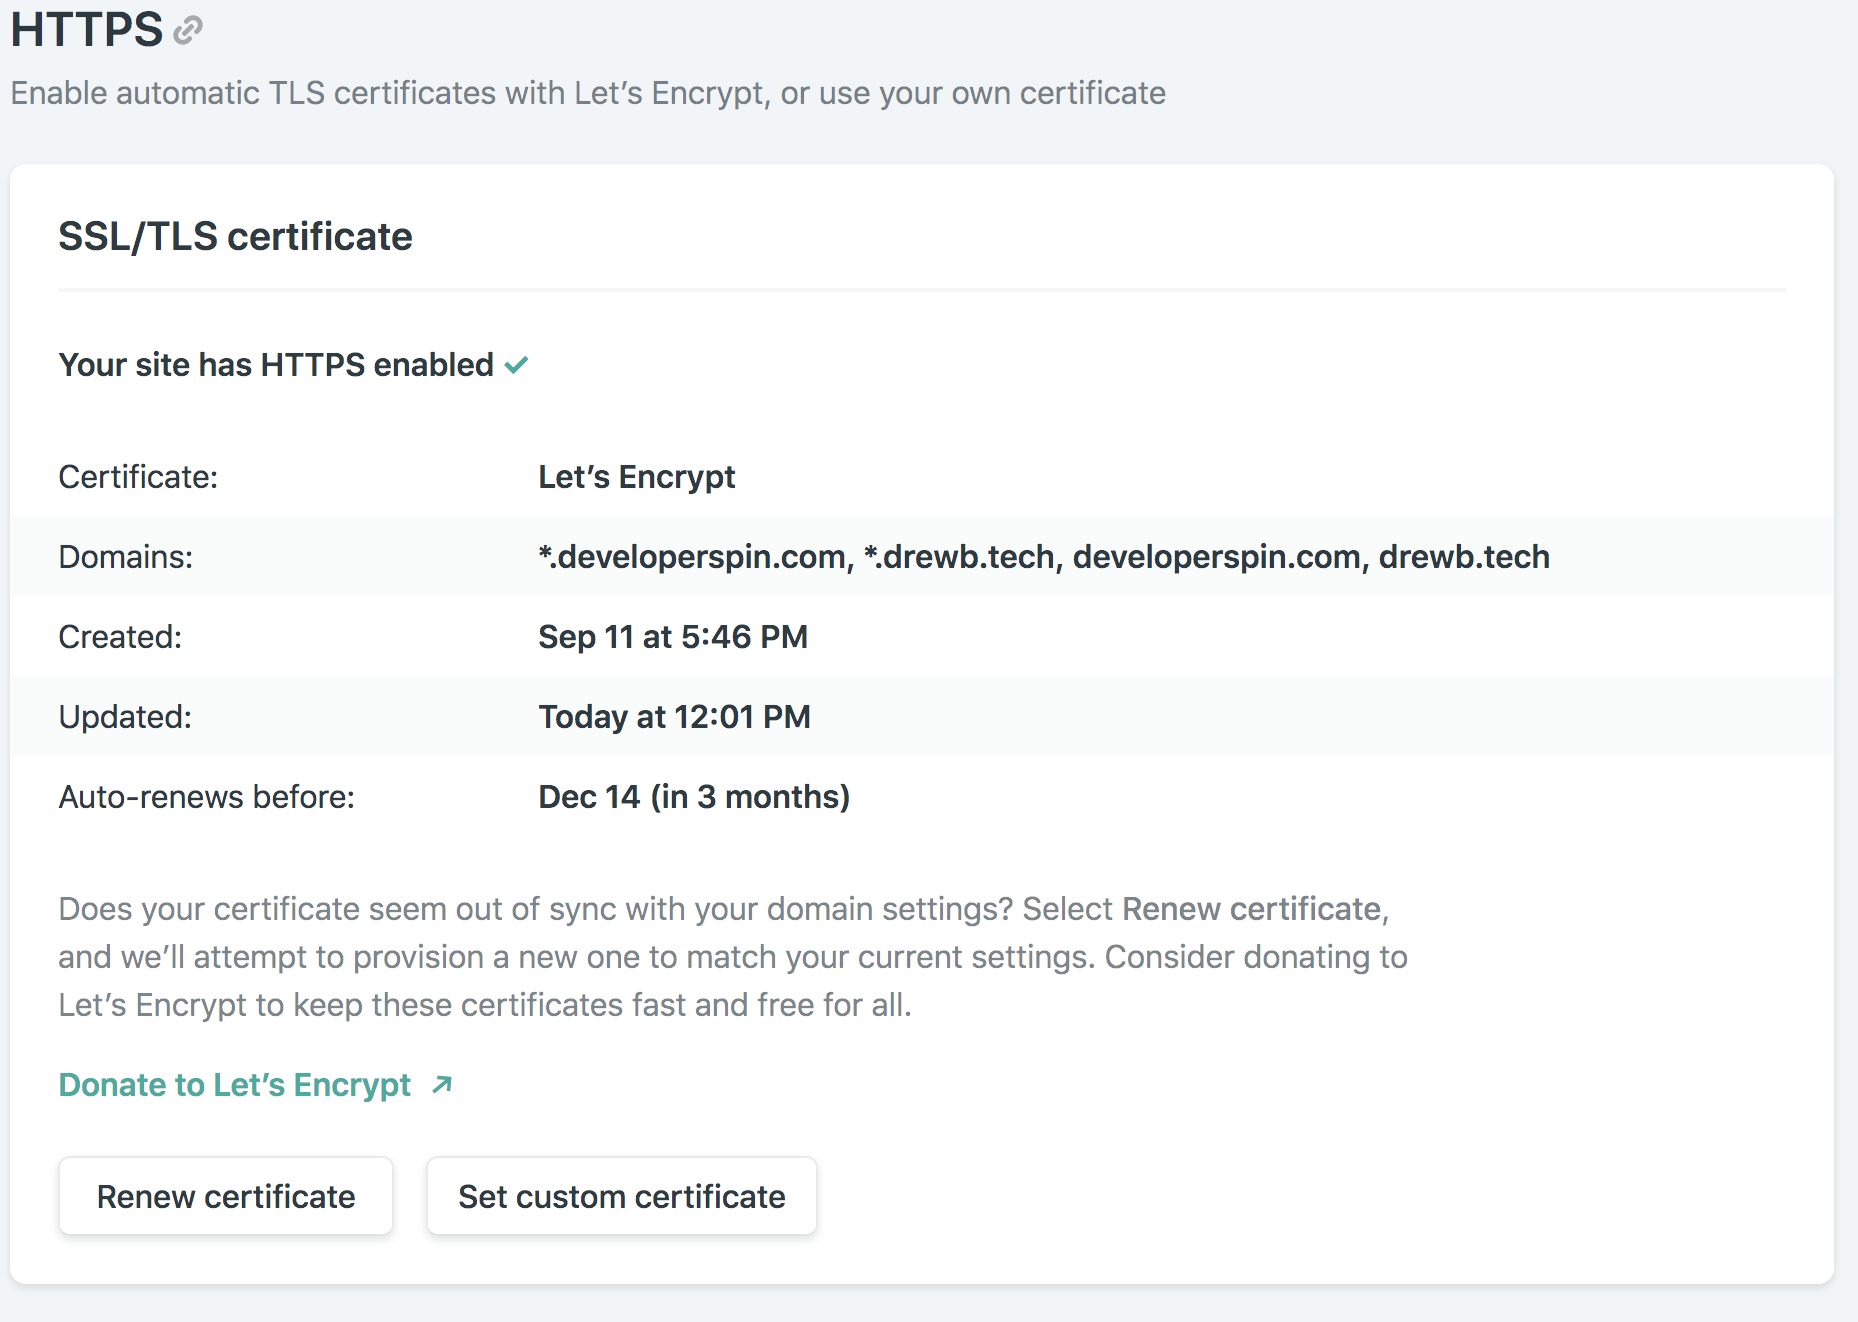 HTTPS
Enable automatic TLS certificates with Let’s Encrypt, or use your own certificate
SSL/TLS certificate
Your site has HTTPS enabled
Certificate: Let’s Encrypt
Domains: *.developerspin.com, *.drewb.tech, developerspin.com, drewb.tech
Created: Sep 11 at 5:46 PM
Updated: Today at 12:01 PM
Auto-renews before: Dec 14 (in 3 months)
Does your certificate seem out of sync with your domain settings? Select Renew certificate,
and we’ll attempt to provision a new one to match your current settings. Consider donating to
Let’s Encrypt to keep these certificates fast and free for all.
Donate to Let’s Encrypt
Renew certificate Set custom certificate